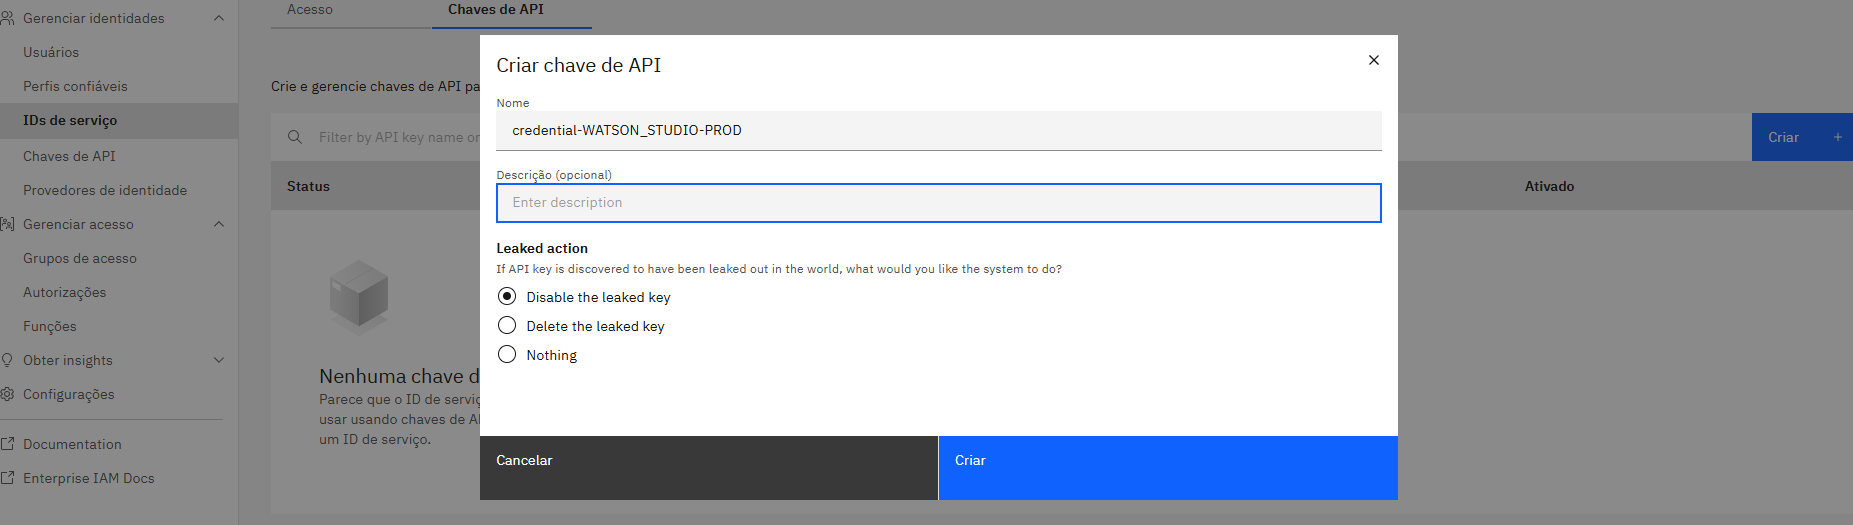 Gerenciar identidades
Usuários
Perfis confiáveis
IDs de serviço
Chaves de API
Provedores de identidade
Gerenciar acesso
Grupos de acesso
Autorizações
Funções
Obter insights
Configurações
Documentation
Enterprise IAM Docs
Acesso
Chaves de API
Crie e gerencie chaves de API pa
Filter by API key name or
Criar +
Status
Ativado
Nenhuma chave d
Parece que o ID de serviç
usar usando chaves de A
um ID de serviço.
Criar chave de API
Nome
credential-WATSON_STUDIO-PROD
Descrição (opcional)
Enter description
Leaked action
If API key is discovered to have been leaked out in the world, what would you like the system to do?
Disable the leaked key
Delete the leaked key
Nothing
Cancelar
Criar